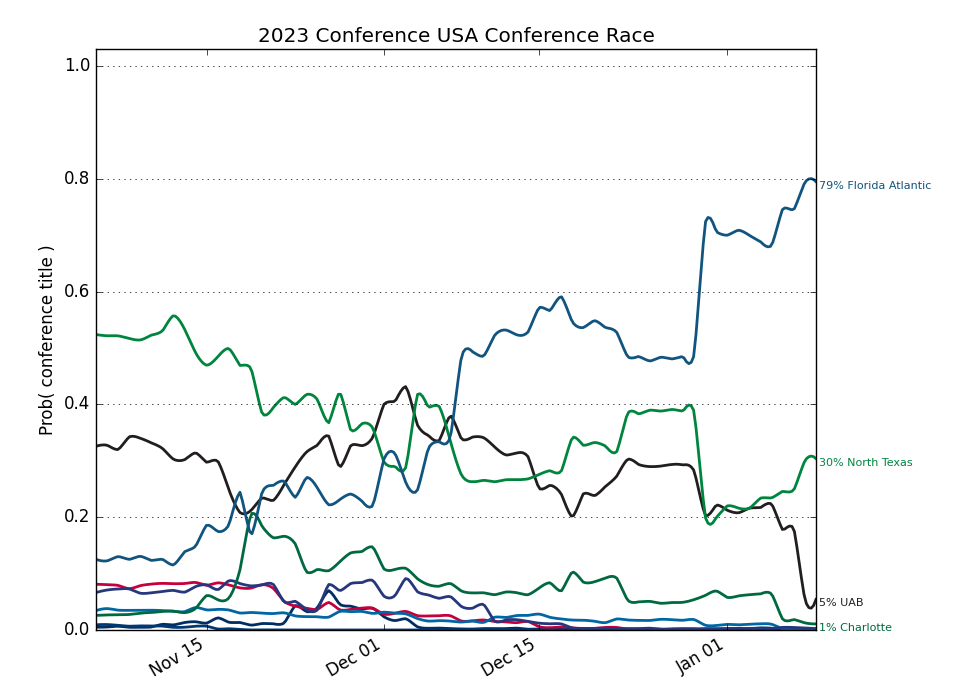 2023 Conference USA Conference Race
1.0
0.8
0.6
0.4
0.2
0.0
Prob( conference title )
79% Florida Atlantic
30% North Texas
5% UAB
1% Charlotte
Nov 15
Dec 01
Dec 15
Jan 01